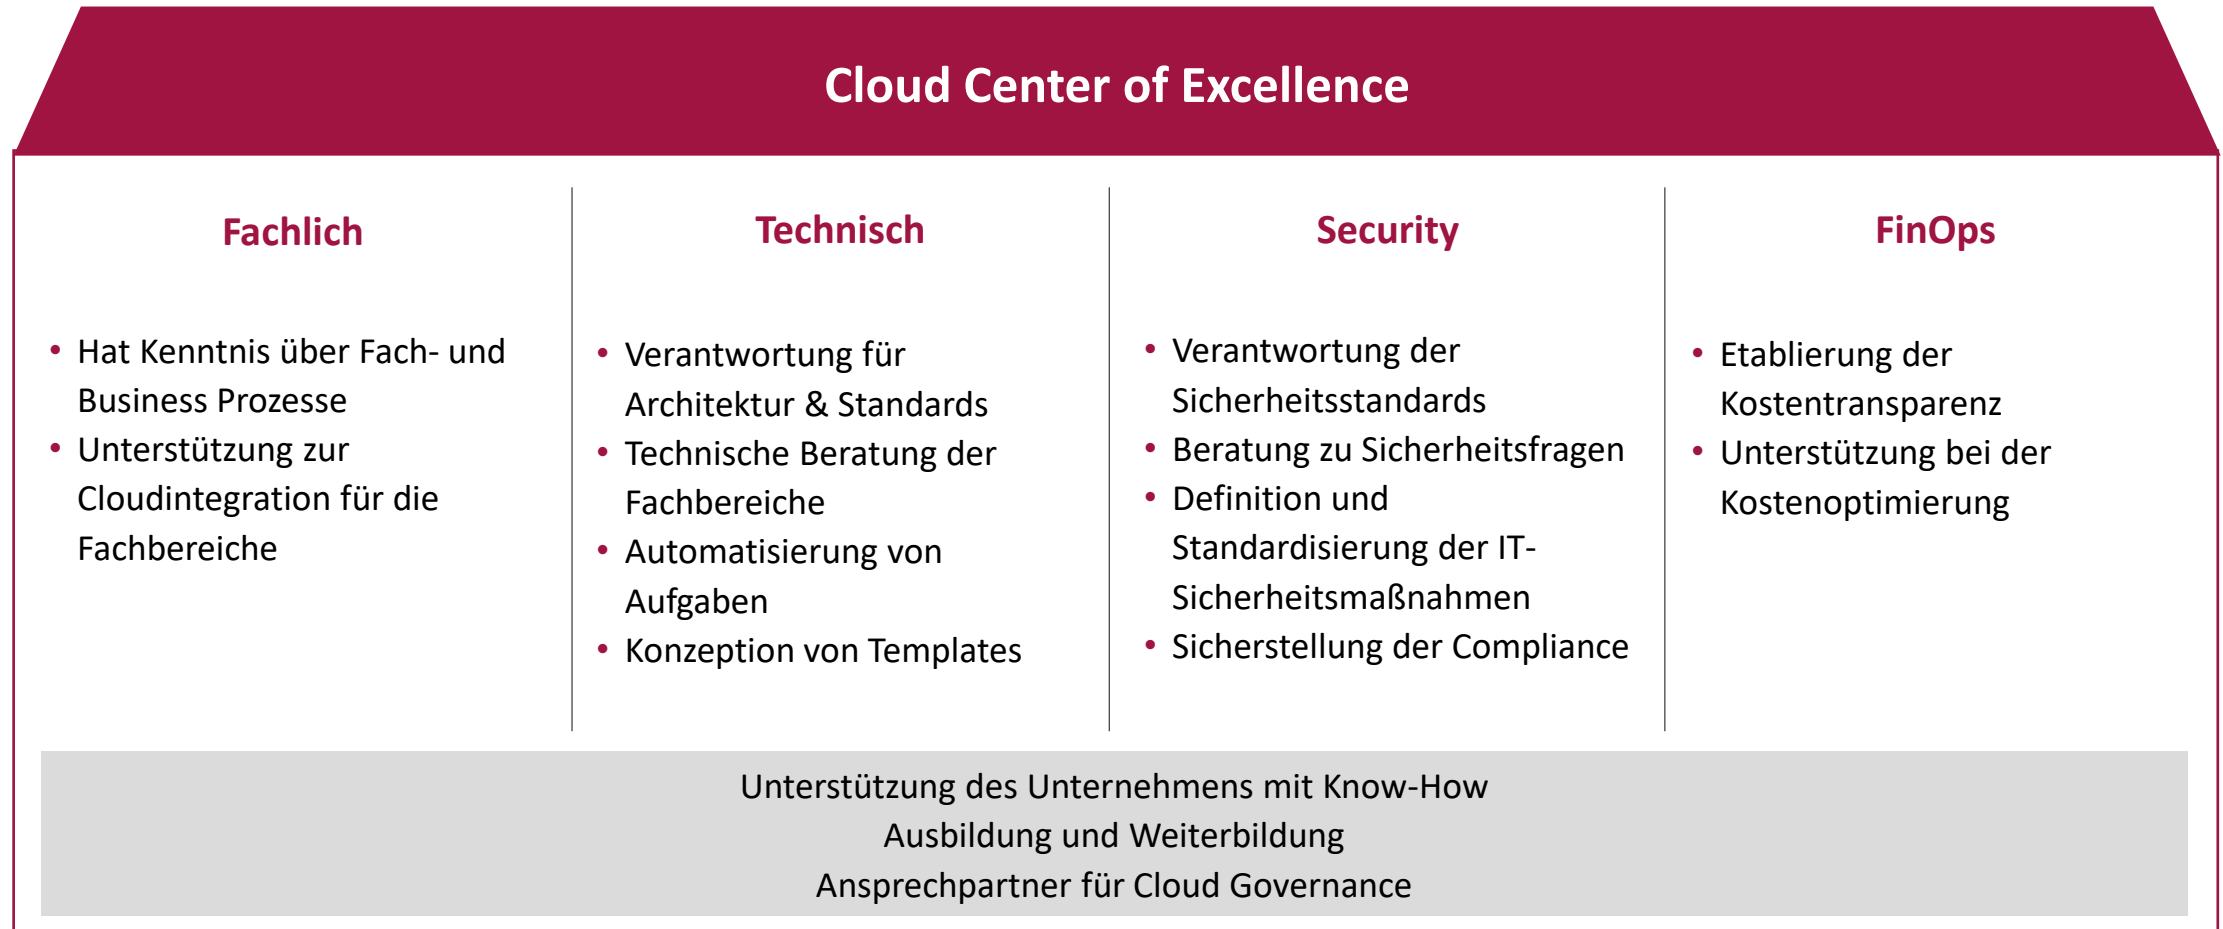 Cloud Center of Excellence
Fachlich
• Hat Kenntnis über Fach- und
Business Prozesse
• Unterstützung zur
Cloudintegration für die
Fachbereiche
Technisch
• Verantwortung für
Architektur & Standards
• Technische Beratung der
Fachbereiche
• Automatisierung von
Aufgaben
• Konzeption von Templates
Security
• Verantwortung der
Sicherheitsstandards
• Beratung zu Sicherheitsfragen
• Definition und
Standardisierung der IT-
Sicherheitsmaßnahmen
• Sicherstellung der Compliance
FinOps
• Etablierung der
Kostentransparenz
• Unterstützung bei der
Kostenoptimierung
Unterstützung des Unternehmens mit Know-How
Ausbildung und Weiterbildung
Ansprechpartner für Cloud Governance